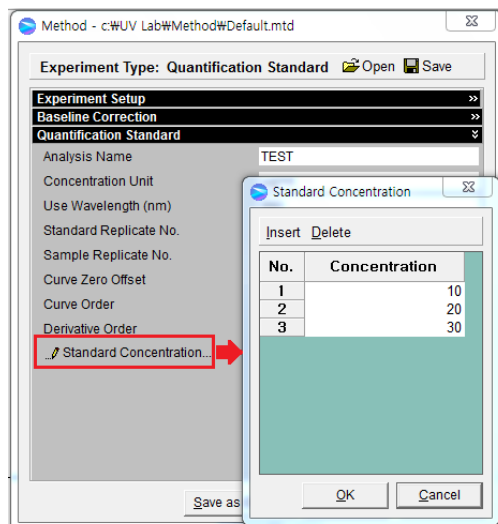 Method - c:₩UV Lab₩Method₩Default.mtd
Experiment Type: Quantification Standard Open Save
Experiment Setup »
Baseline Correction »
Quantification Standard
Analysis Name TEST
Concentration Unit
Use Wavelength (nm)
Standard Replicate No.
Sample Replicate No.
Curve Zero Offset
Curve Order
Derivative Order
...Standard Concentration...
Save as
Standard Concentration
Insert Delete
No. Concentration
1 10
2 20
3 30
OK Cancel